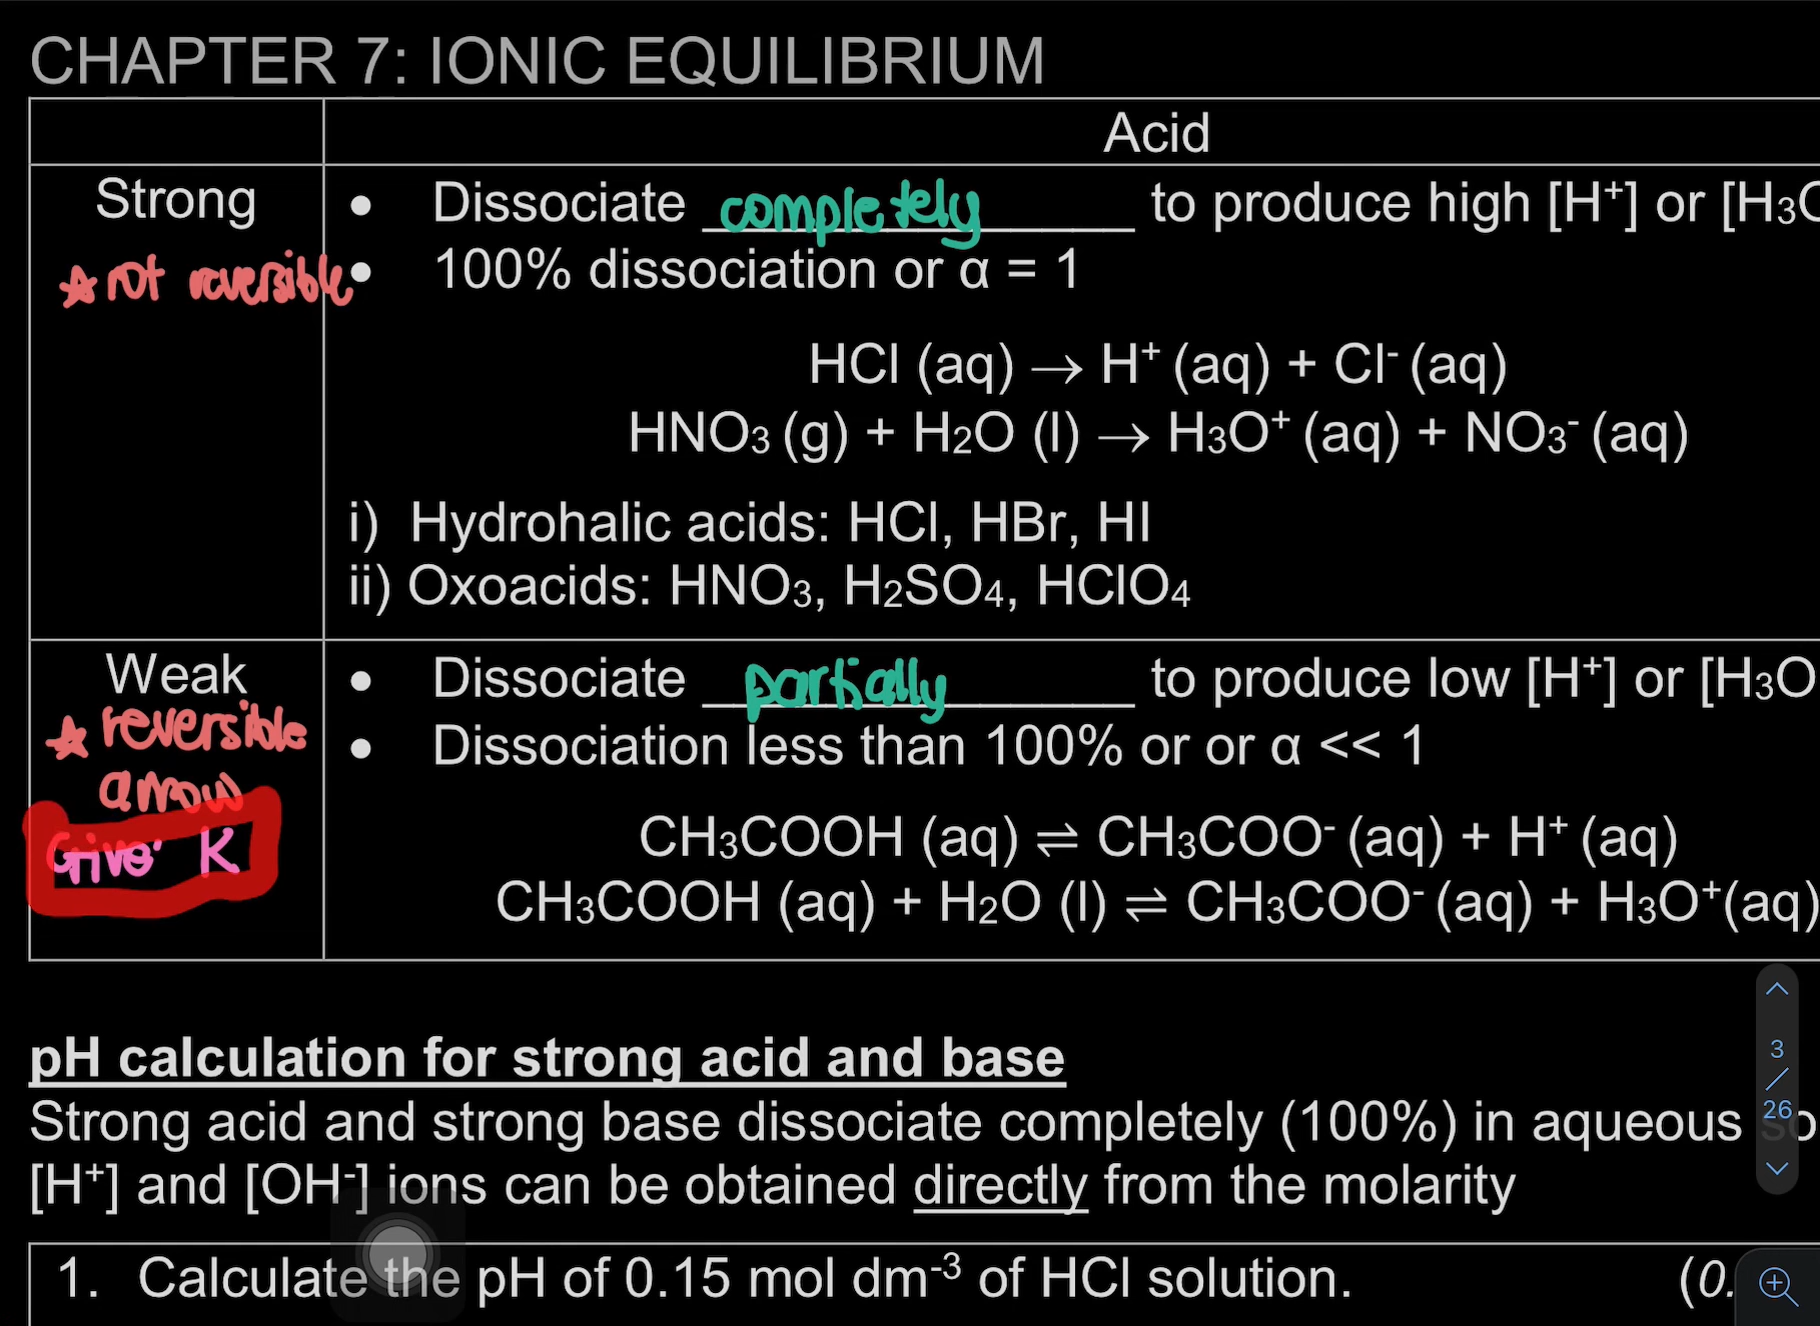 CHAPTER 7: IONIC EQUILIBRIUM
Acid
Strong
★ not reversible
• Dissociate completely to produce high [H⁺] or [H₃O
• 100% dissociation or α = 1
HCl (aq) → H⁺ (aq) + Cl⁻ (aq)
HNO₃ (g) + H₂O (l) → H₃O⁺ (aq) + NO₃⁻ (aq)
i) Hydrohalic acids: HCl, HBr, HI
ii) Oxoacids: HNO₃, H₂SO₄, HClO₄
Weak
★ reversible
arrow
Give K
• Dissociate partially to produce low [H⁺] or [H₃O
• Dissociation less than 100% or or α << 1
CH₃COOH (aq) ⇌ CH₃COO⁻ (aq) + H⁺ (aq)
CH₃COOH (aq) + H₂O (l) ⇌ CH₃COO⁻ (aq) + H₃O⁺(aq)
pH calculation for strong acid and base
Strong acid and strong base dissociate completely (100%) in aqueous so
[H⁺] and [OH⁻] ions can be obtained directly from the molarity
1. Calculate the pH of 0.15 mol dm⁻³ of HCl solution. (0.
3
/
26